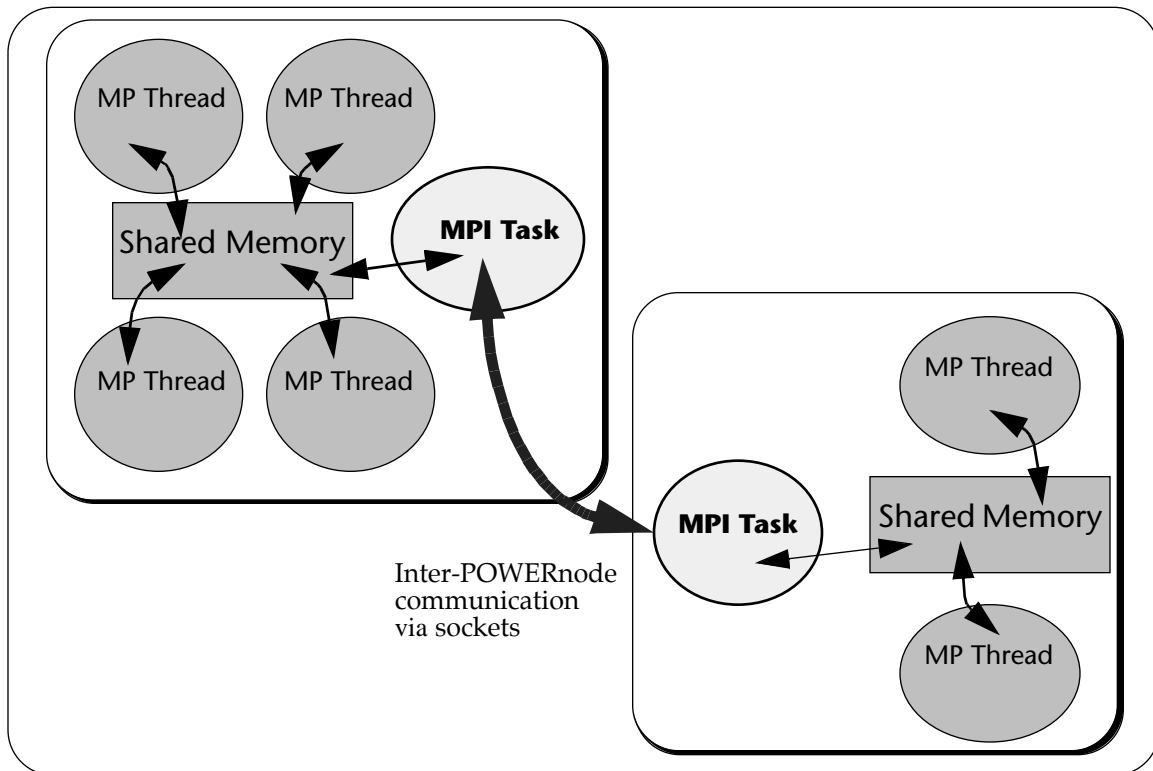 MP Thread
MP Thread
Shared Memory
MPI Task
MP Thread
MP Thread
Inter-POWERnode
communication
via sockets
MP Thread
MPI Task
Shared Memory
MP Thread